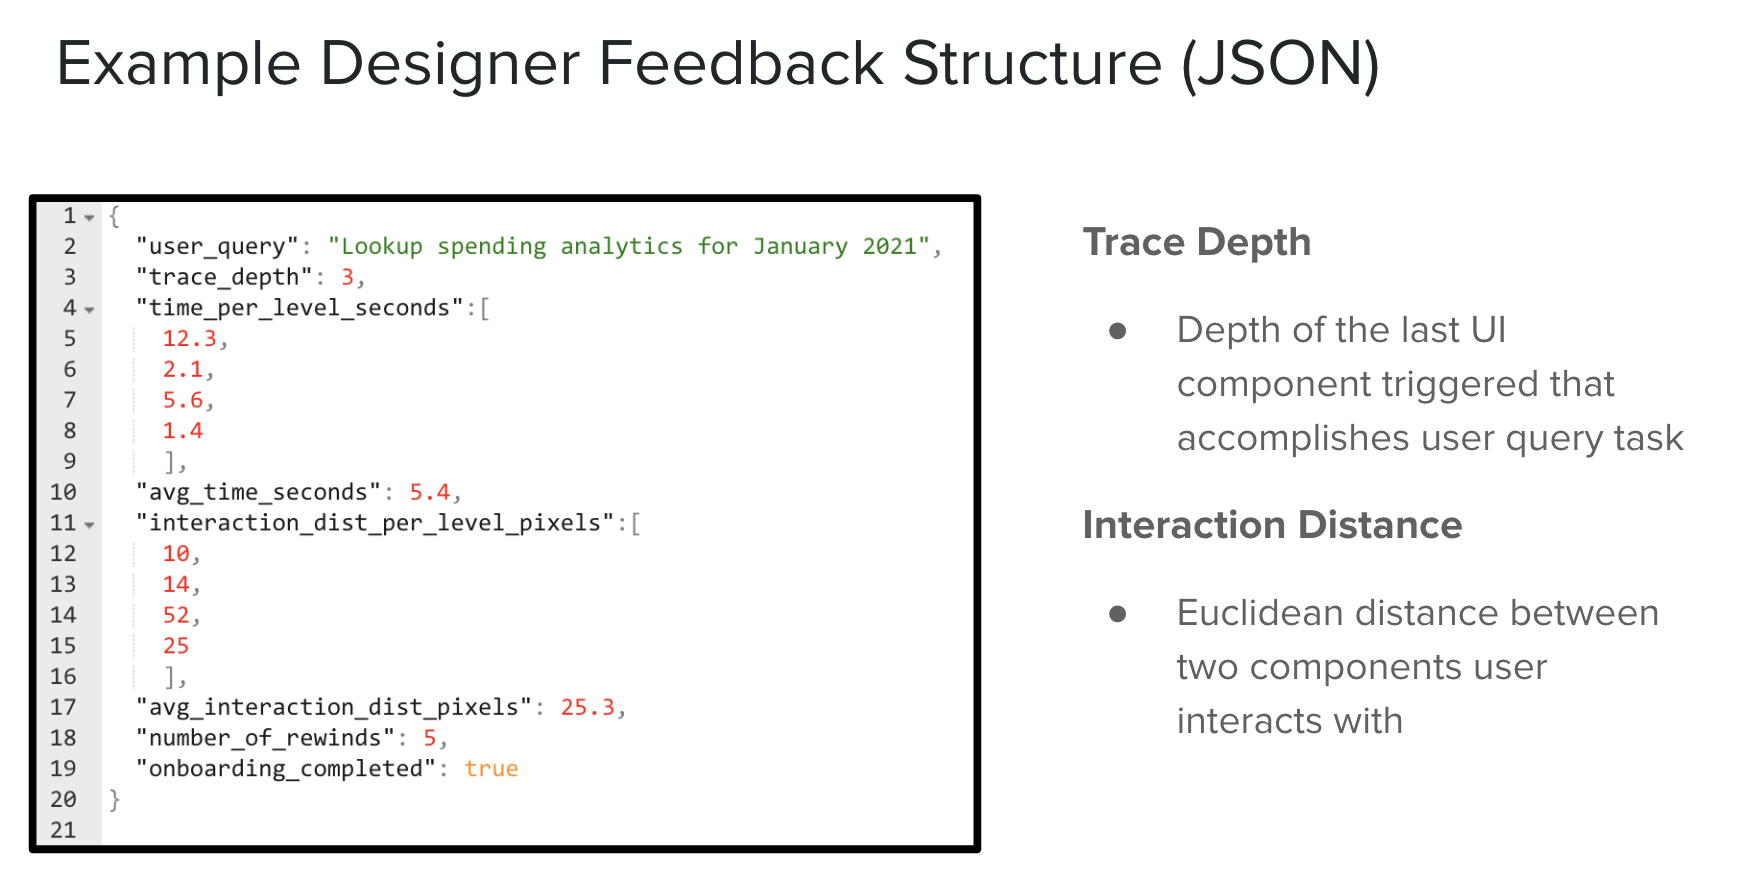 Example Designer Feedback Structure (JSON)
1 {
2 "user_query": "Lookup spending analytics for January 2021",
3 "trace_depth": 3,
4 "time_per_level_seconds":[
5 12.3,
6 2.1,
7 5.6,
8 1.4
9 ],
10 "avg_time_seconds": 5.4,
11 "interaction_dist_per_level_pixels":[
12 10,
13 14,
14 52,
15 25
16 ],
17 "avg_interaction_dist_pixels": 25.3,
18 "number_of_rewinds": 5,
19 "onboarding_completed": true
20 }
21
Trace Depth
● Depth of the last UI
component triggered that
accomplishes user query task
Interaction Distance
● Euclidean distance between
two components user
interacts with